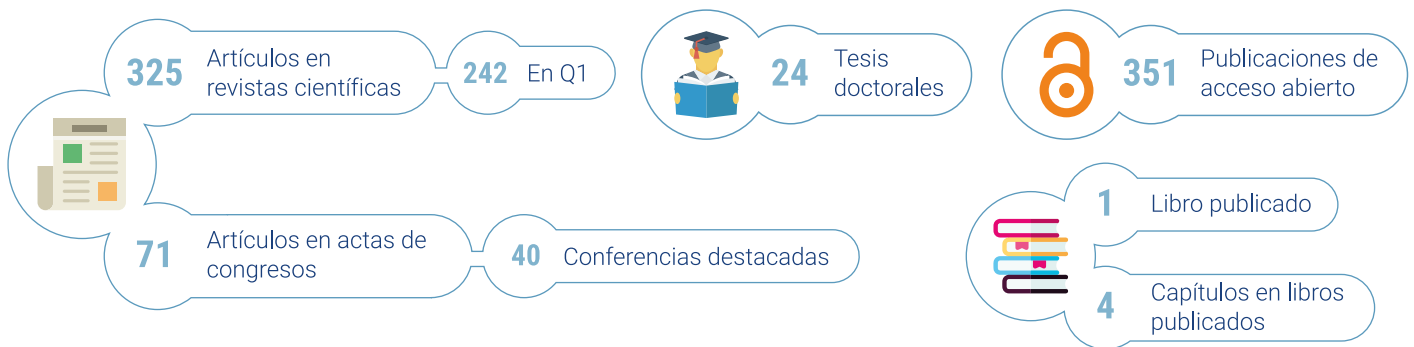 325
Artículos en
revistas científicas
242
En Q1
24
Tesis
doctorales
351
Publicaciones de
acceso abierto
71
Artículos en actas de
congresos
40
Conferencias destacadas
1
Libro publicado
4
Capítulos en libros
publicados